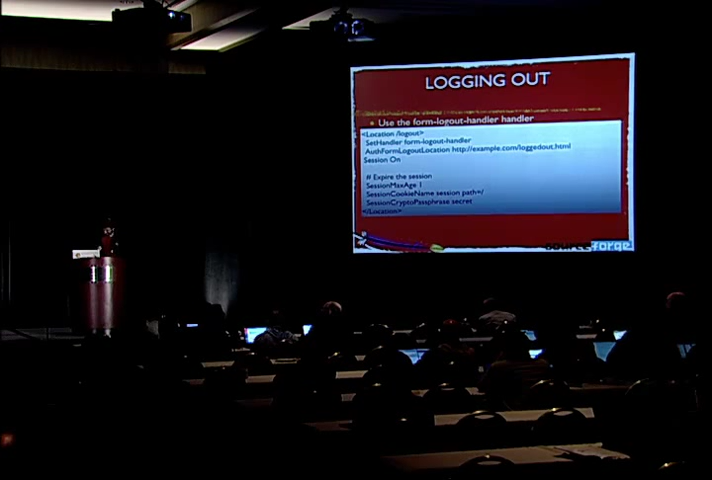 LOGGING OUT
• Use the form-logout-handler handler
<Location /logout>
SetHandler form-logout-handler
AuthFormLogoutLocation http://example.com/loggedout.html
Session On
# Expire the session
SessionMaxAge 1
SessionCookieName session path=/
SessionCryptoPassphrase secret
</Location>
sourceforge